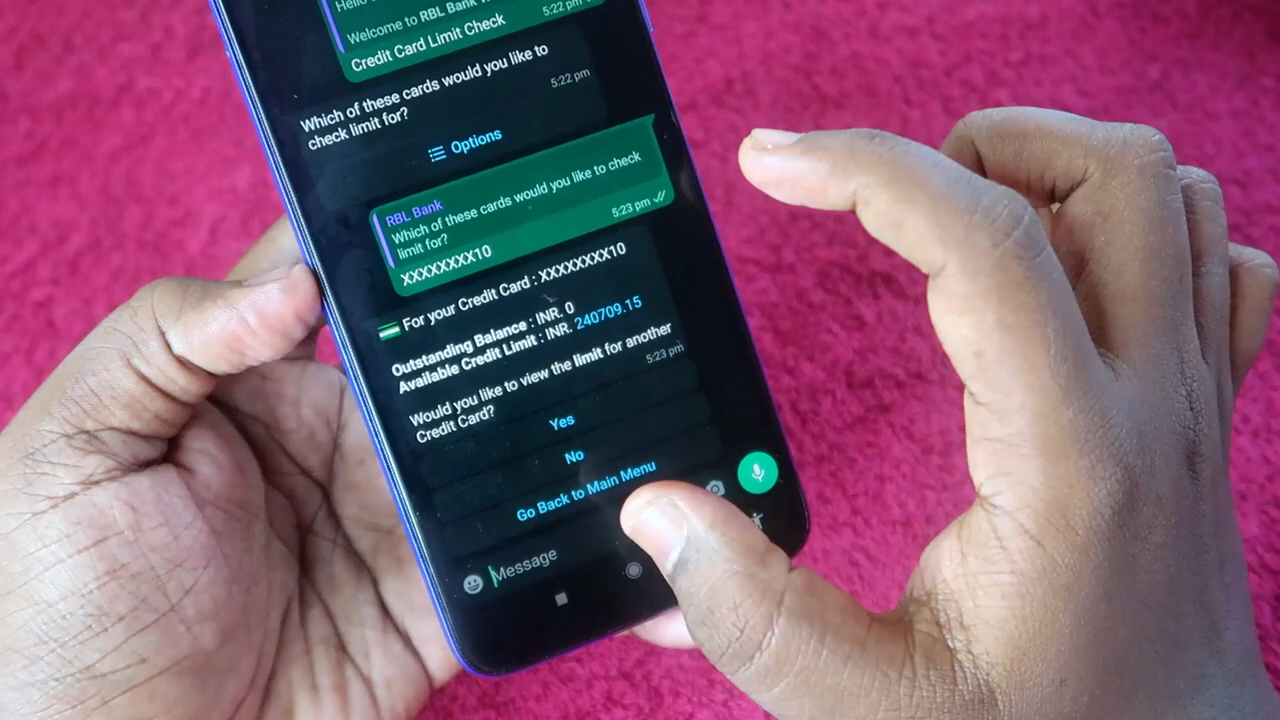 Hello
Welcome to RBL Bank
Credit Card Limit Check
5:22 pm
Which of these cards would you like to
check limit for?
5:22 pm
Options
RBL Bank
Which of these cards would you like to check
limit for?
XXXXXXXX10
5:23 pm
For your Credit Card : XXXXXXXX10
Outstanding Balance : INR. 0
Available Credit Limit : INR. 240709.15
Would you like to view the limit for another
Credit Card?
5:23 pm
Yes
No
Go Back to Main Menu
Message